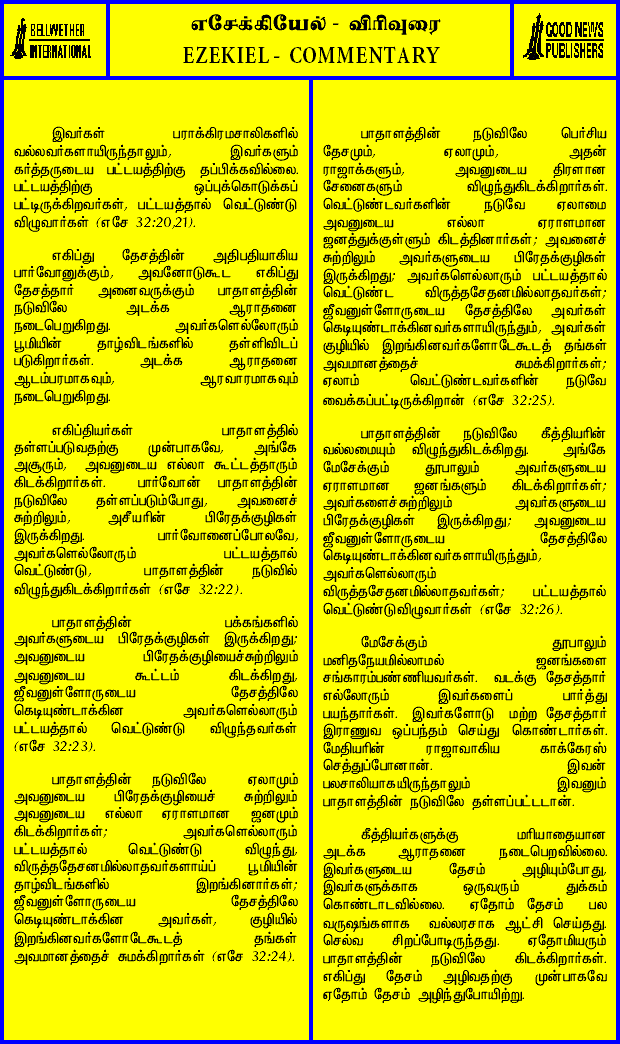 BELLWETHER
INTERNATIONAL
எசேக்கியேல் - விரிவுரை
EZEKIEL - COMMENTARY
GOOD NEWS
PUBLISHERS
இவர்கள் பராக்கிரமசாலிகளில்
வல்லவர்களாயிருந்தாலும், இவர்களும்
கர்த்தருடைய பட்டயத்திற்கு தப்பிக்கவில்லை.
பட்டயத்திற்கு ஒப்புக்கொடுக்கப்
பட்டிருக்கிறவர்கள், பட்டயத்தால் வெட்டுண்டு
விழுவார்கள் (எசே 32:20,21).
எகிப்து தேசத்தின் அதிபதியாகிய
பார்வோனுக்கும், அவனோடுகூட எகிப்து
தேசத்தார் அனைவருக்கும் பாதாளத்தின்
நடுவிலே அடக்க ஆராதனை
நடைபெறுகிறது. அவர்களெல்லோரும்
பூமியின் தாழ்விடங்களில் தள்ளிவிடப்
படுகிறார்கள். அடக்க ஆராதனை
ஆடம்பரமாகவும், ஆரவாரமாகவும்
நடைபெறுகிறது.
எகிப்தியர்கள் பாதாளத்தில்
தள்ளப்படுவதற்கு முன்பாகவே, அங்கே
அசூரும், அவனுடைய எல்லா கூட்டத்தாரும்
கிடக்கிறார்கள். பார்வோன் பாதாளத்தின்
நடுவிலே தள்ளப்படும்போது, அவனைச்
சுற்றிலும், அசீயரின் பிரேதக்குழிகள்
இருக்கிறது. பார்வோனைப்போலவே,
அவர்களெல்லோரும் பட்டயத்தால்
வெட்டுண்டு, பாதாளத்தின் நடுவில்
விழுந்துகிடக்கிறார்கள் (எசே 32:22).
பாதாளத்தின் பக்கங்களில்
அவர்களுடைய பிரேதக்குழிகள் இருக்கிறது;
அவனுடைய பிரேதக்குழியைச்சுற்றிலும்
அவனுடைய கூட்டம் கிடக்கிறது,
ஜீவனுள்ளோருடைய தேசத்திலே
கெடியுண்டாக்கின அவர்களெல்லாரும்
பட்டயத்தால் வெட்டுண்டு விழுந்தவர்கள்
(எசே 32:23).
பாதாளத்தின் நடுவிலே ஏலாமும்
அவனுடைய பிரேதக்குழியைச் சுற்றிலும்
அவனுடைய எல்லா ஏராளமான ஜனமும்
கிடக்கிறார்கள்; அவர்களெல்லாரும்
பட்டயத்தால் வெட்டுண்டு விழுந்து,
விருத்ததேசனமில்லாதவர்களாய்ப் பூமியின்
தாழ்விடங்களில் இறங்கினார்கள்;
ஜீவனுள்ளோருடைய தேசத்திலே
கெடியுண்டாக்கின அவர்கள், குழியில்
இறங்கினவர்களோடேகூடத் தங்கள்
அவமானத்தைச் சுமக்கிறார்கள் (எசே 32:24).
பாதாளத்தின் நடுவிலே பெர்சிய
தேசமும், ஏலாமும், அதன்
ராஜாக்களும், அவனுடைய திரளான
சேனைகளும் விழுந்துகிடக்கிறார்கள்.
வெட்டுண்டவர்களின் நடுவே ஏலாமை
அவனுடைய எல்லா ஏராளமான
ஜனத்துக்குள்ளும் கிடத்தினார்கள்; அவனைச்
சுற்றிலும் அவர்களுடைய பிரேதக்குழிகள்
இருக்கிறது; அவர்களெல்லாரும் பட்டயத்தால்
வெட்டுண்ட விருத்தசேதனமில்லாதவர்கள்;
ஜீவனுள்ளோருடைய தேசத்திலே அவர்கள்
கெடியுண்டாக்கினவர்களாயிருந்தும், அவர்கள்
குழியில் இறங்கினவர்களோடேகூடத் தங்கள்
அவமானத்தைச் சுமக்கிறார்கள்;
ஏலாம் வெட்டுண்டவர்களின் நடுவே
வைக்கப்பட்டிருக்கிறான் (எசே 32:25).
பாதாளத்தின் நடுவிலே கீத்தியரின்
வல்லமையும் விழுந்துகிடக்கிறது. அங்கே
மேசேக்கும் தூபாலும் அவர்களுடைய
ஏராளமான ஜனங்களும் கிடக்கிறார்கள்;
அவர்களைச்சுற்றிலும் அவர்களுடைய
பிரேதக்குழிகள் இருக்கிறது; அவனுடைய
ஜீவனுள்ளோருடைய தேசத்திலே
கெடியுண்டாக்கினவர்களாயிருந்தும்,
அவர்களெல்லாரும்
விருத்தசேதனமில்லாதவர்கள்; பட்டயத்தால்
வெட்டுண்டுவிழுவார்கள் (எசே 32:26).
மேசேக்கும் தூபாலும்
மனிதநேயமில்லாமல் ஜனங்களை
சங்காரம்பண்ணியவர்கள். வடக்கு தேசத்தார்
எல்லோரும் இவர்களைப் பார்த்து
பயந்தார்கள். இவர்களோடு மற்ற தேசத்தார்
இராணுவ ஒப்பந்தம் செய்து கொண்டார்கள்.
மேதியரின் ராஜாவாகிய காக்கேரஸ்
செத்துப்போனான். இவன்
பலசாலியாகயிருந்தாலும் இவனும்
பாதாளத்தின் நடுவிலே தள்ளப்பட்டான்.
கீத்தியர்களுக்கு மரியாதையான
அடக்க ஆராதனை நடைபெறவில்லை.
இவர்களுடைய தேசம் அழியும்போது,
இவர்களுக்காக ஒருவரும் துக்கம்
கொண்டாடவில்லை. ஏதோம் தேசம் பல
வருஷங்களாக வல்லரசாக ஆட்சி செய்தது.
செல்வ சிறப்போடிருந்தது. ஏதோமியரும்
பாதாளத்தின் நடுவிலே கிடக்கிறார்கள்.
எகிப்து தேசம் அழிவதற்கு முன்பாகவே
ஏதோம் தேசம் அழிந்துபோயிற்று.